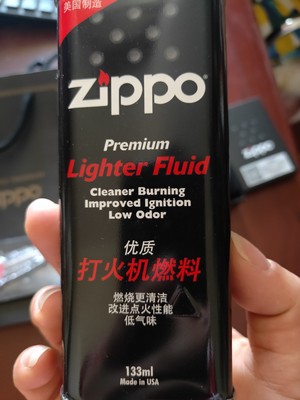 美国制造
zippo
Premium
Lighter Fluid
Cleaner Burning
Improved Ignition
Low Odor
优质
打火机燃料
燃烧更清洁
改进点火性能
低气味
133ml
Made in USA
zippo
zippo